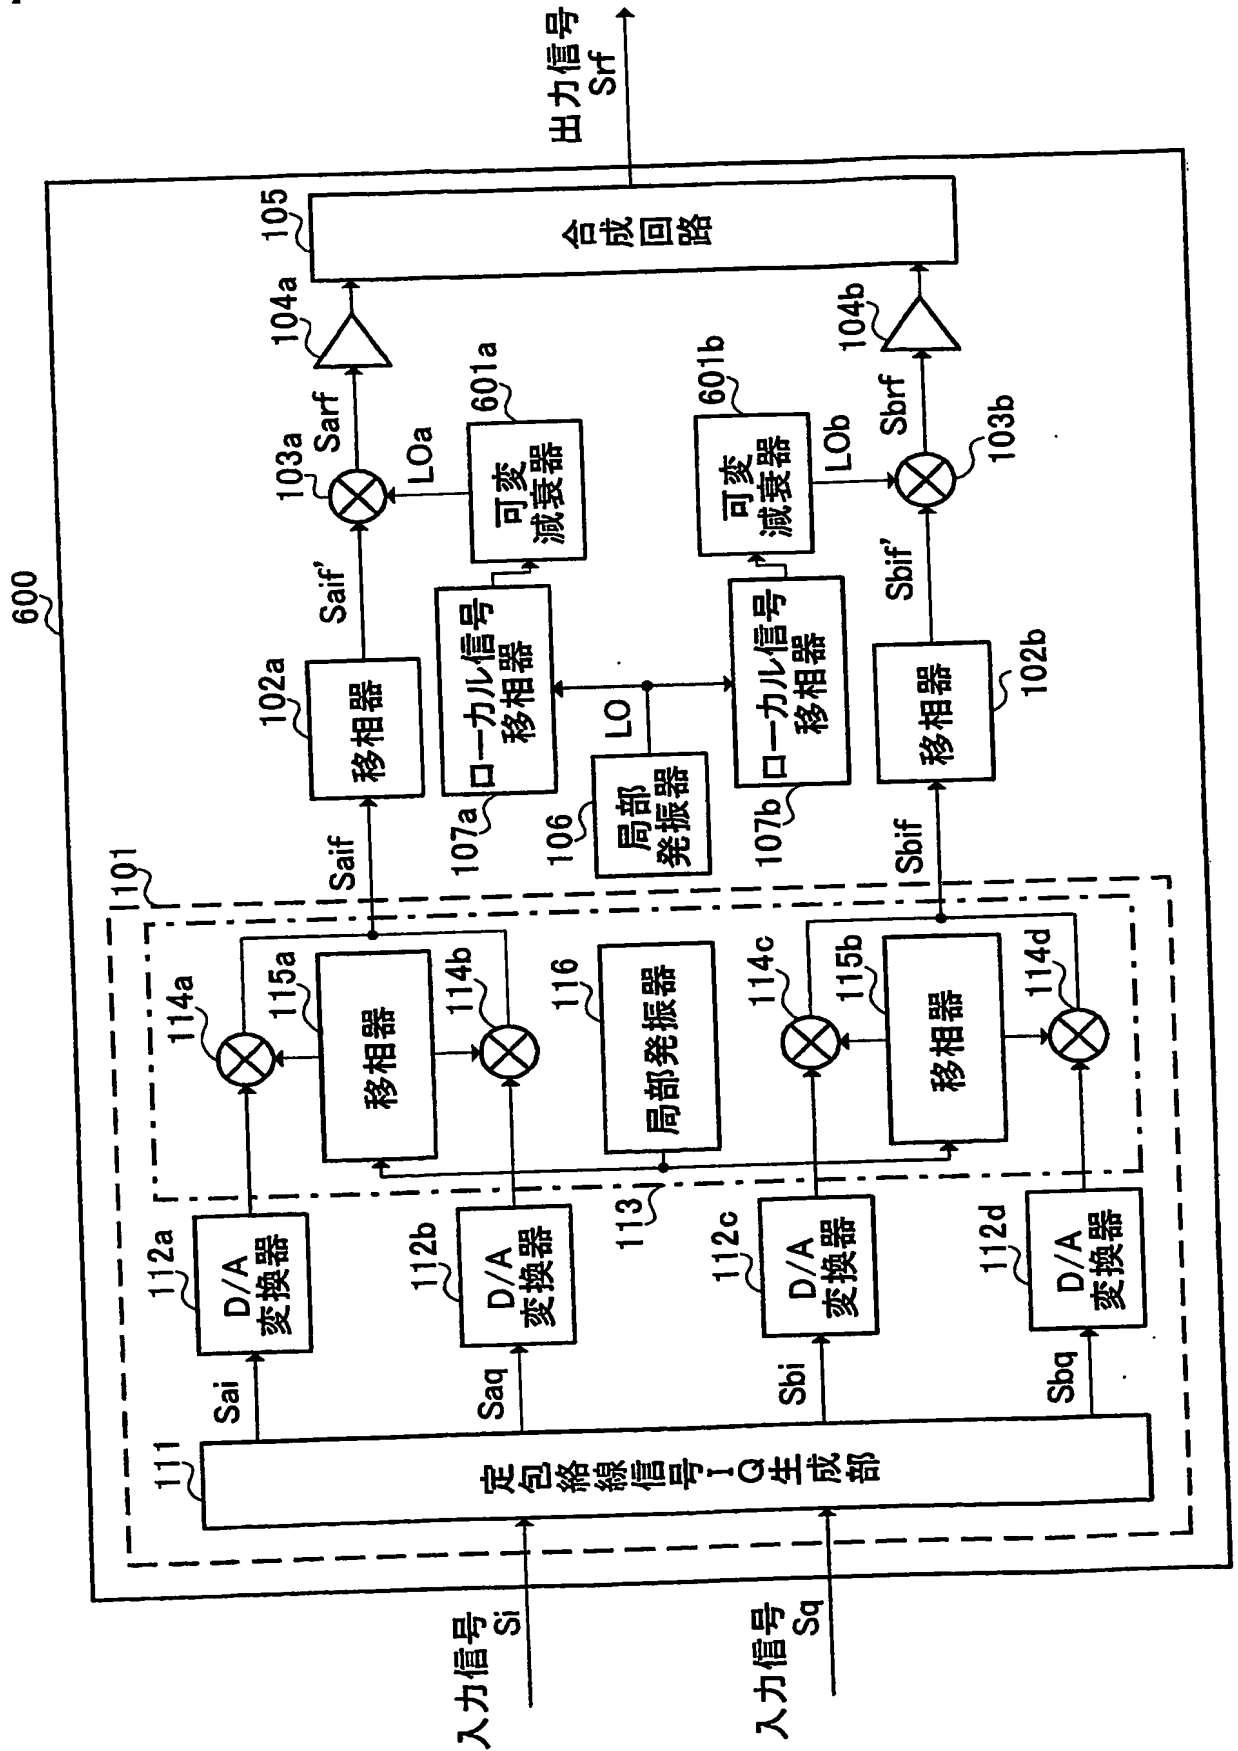 600
101
入力信号
Si
入力信号
Sq
111
定包絡線信号IQ生成部
Sai
Saq
Sbi
Sbq
112a
D/A
変換器
112b
D/A
変換器
112c
D/A
変換器
112d
D/A
変換器
113
114a
115a
移相器
114b
116
局部発振器
114c
115b
移相器
114d
Saif
Sbif
102a
移相器
107a
ローカル信号
移相器
106
局部
発振器
LO
107b
ローカル信号
移相器
102b
移相器
Saif'
Sbif'
103a
LOa
601a
可変
減衰器
601b
可変
減衰器
LOb
103b
Sarf
Sbrf
104a
104b
105
合成回路
出力信号
Srf